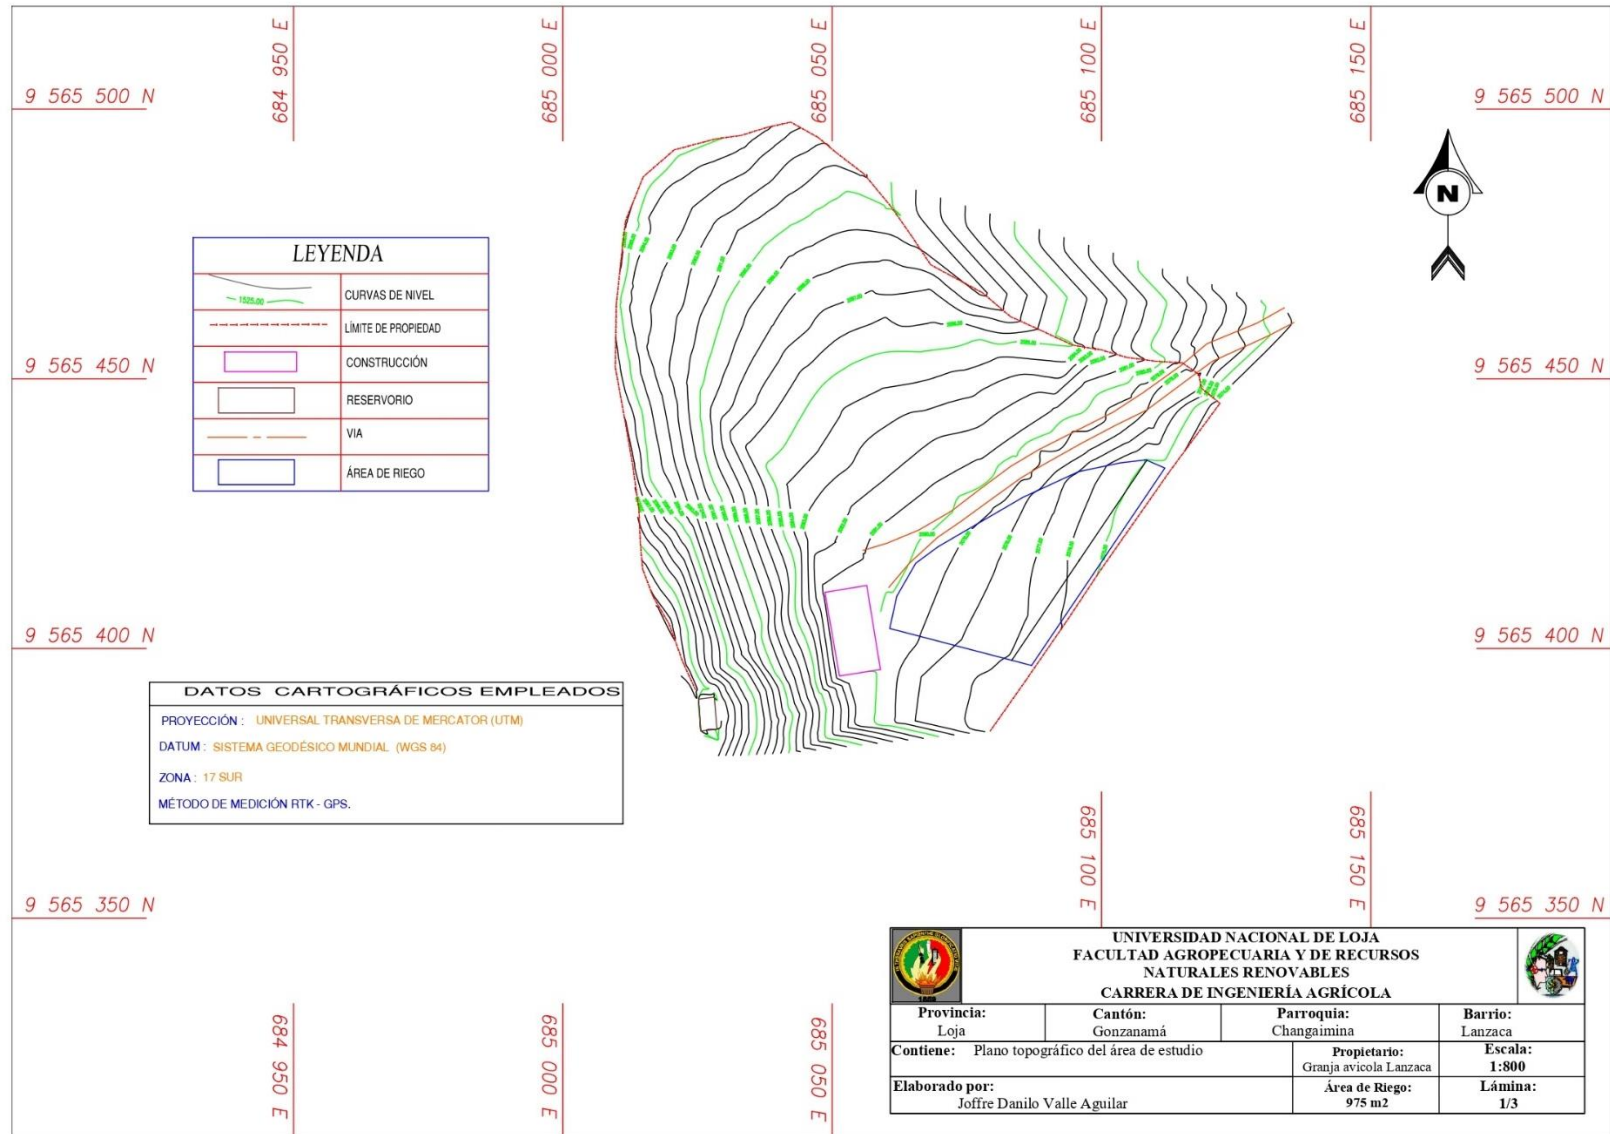 684 950 E
685 000 E
685 050 E
685 100 E
685 150 E
9 565 500 N
9 565 500 N
N
LEYENDA
1525.00
CURVAS DE NIVEL
LÍMITE DE PROPIEDAD
CONSTRUCCIÓN
RESERVORIO
VIA
ÁREA DE RIEGO
9 565 450 N
9 565 450 N
9 565 400 N
9 565 400 N
DATOS CARTOGRÁFICOS EMPLEADOS
PROYECCIÓN : UNIVERSAL TRANSVERSA DE MERCATOR (UTM)
DATUM : SISTEMA GEODÉSICO MUNDIAL (WGS 84)
ZONA : 17 SUR
MÉTODO DE MEDICIÓN RTK - GPS.
685 100 E
685 150 E
9 565 350 N
9 565 350 N
684 950 E
685 000 E
685 050 E
UNIVERSIDAD NACIONAL DE LOJA
FACULTAD AGROPECUARIA Y DE RECURSOS
NATURALES RENOVABLES
CARRERA DE INGENIERÍA AGRÍCOLA
1859
Provincia:
Loja
Cantón:
Gonzanamá
Parroquia:
Changaimina
Barrio:
Lanzaca
Contiene: Plano topográfico del área de estudio
Propietario:
Granja avicola Lanzaca
Escala:
1:800
Elaborado por:
Joffre Danilo Valle Aguilar
Área de Riego:
975 m2
Lámina:
1/3